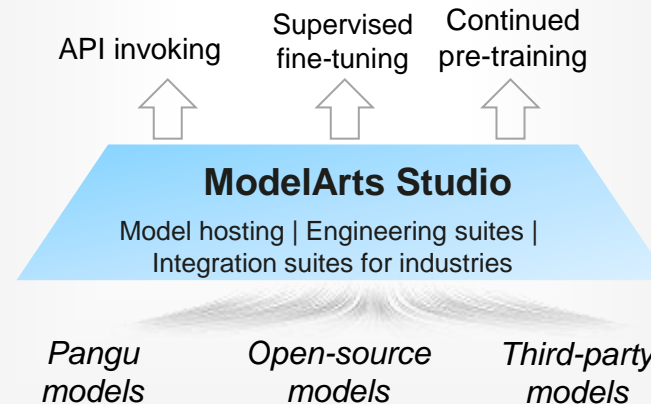 API invoking
Supervised
fine-tuning
Continued
pre-training
ModelArts Studio
Model hosting | Engineering suites |
Integration suites for industries
Pangu
models
Open-source
models
Third-party
models